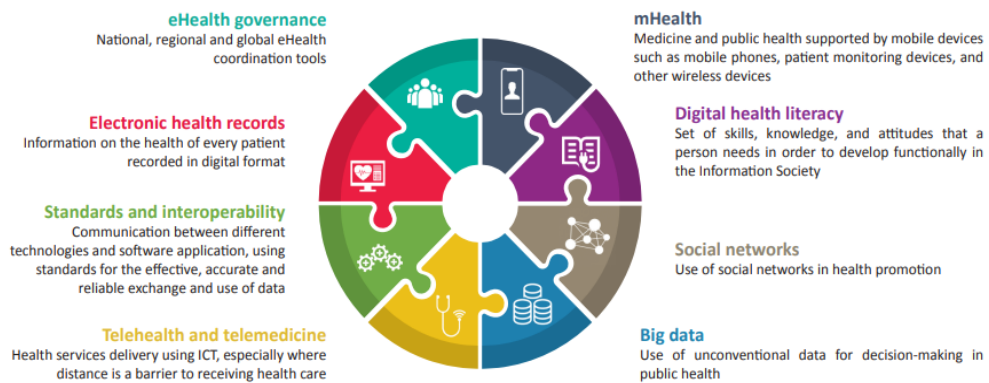 eHealth governance
National, regional and global eHealth
coordination tools
Electronic health records
Information on the health of every patient
recorded in digital format
Standards and interoperability
Communication between different
technologies and software application, using
standards for the effective, accurate and
reliable exchange and use of data
Telehealth and telemedicine
Health services delivery using ICT, especially where
distance is a barrier to receiving health care
mHealth
Medicine and public health supported by mobile devices
such as mobile phones, patient monitoring devices, and
other wireless devices
Digital health literacy
Set of skills, knowledge, and attitudes that a
person needs in order to develop functionally in
the Information Society
Social networks
Use of social networks in health promotion
Big data
Use of unconventional data for decision-making in
public health